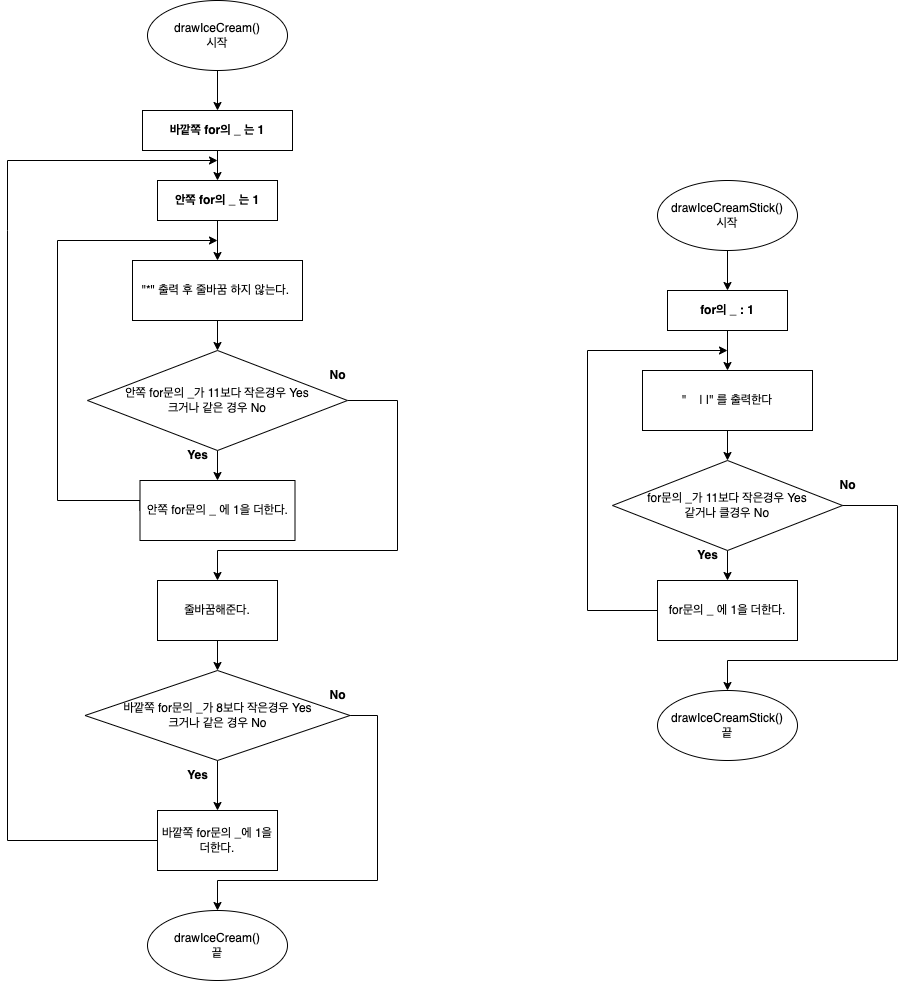 drawIceCream()
시작
바깥쪽 for의 _ 는 1
안쪽 for의 _ 는 1
"*" 출력 후 줄바꿈 하지 않는다.
안쪽 for문의 _가 11보다 작은경우 Yes
크거나 같은 경우 No
No
Yes
안쪽 for문의 _ 에 1을 더한다.
줄바꿈해준다.
바깥쪽 for문의 _가 8보다 작은경우 Yes
크거나 같은 경우 No
No
Yes
바깥쪽 for문의 _에 1을
더한다.
drawIceCream()
끝
drawIceCreamStick()
시작
for의 _ : 1
"    | |" 를 출력한다
for문의 _가 11보다 작은경우 Yes
같거나 클경우 No
No
Yes
for문의 _ 에 1을 더한다.
drawIceCreamStick()
끝